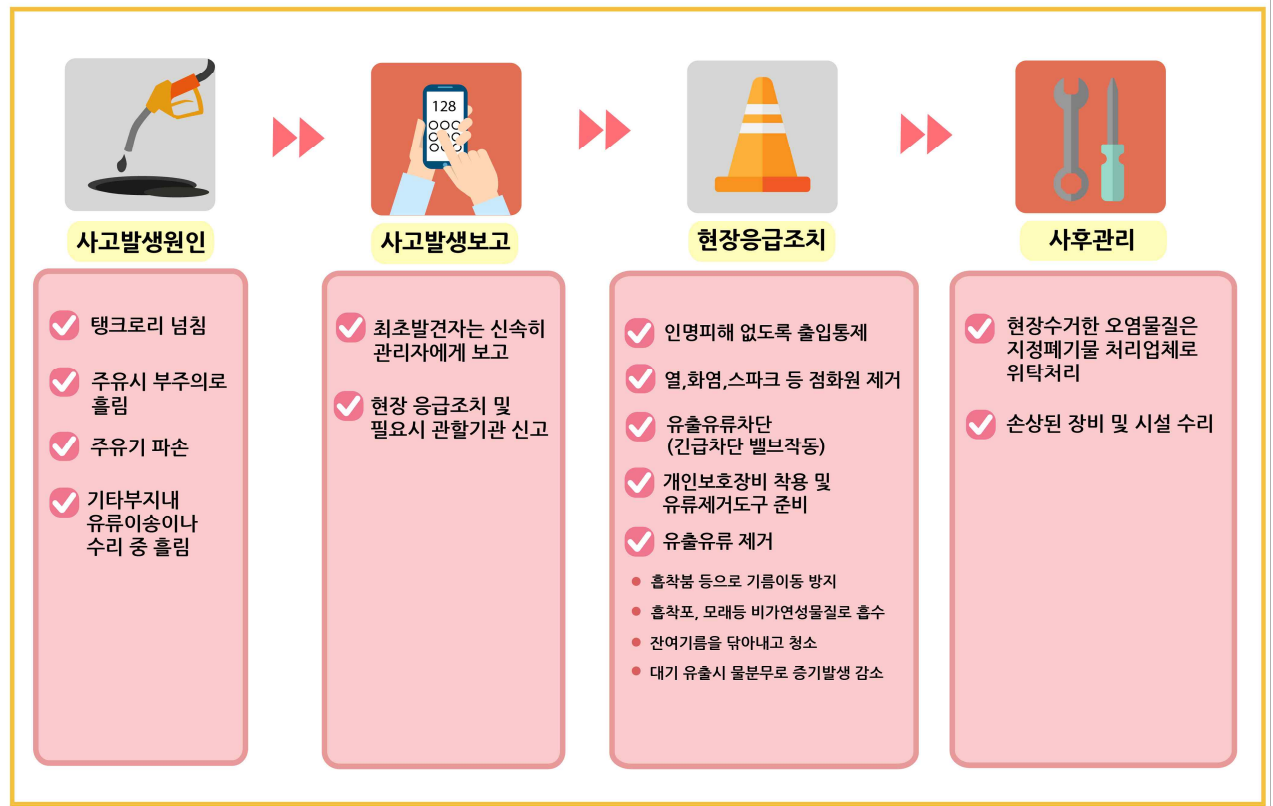 128
사고발생원인
탱크로리 넘침
주유시 부주의로
흘림
주유기 파손
기타부지내
유류이송이나
수리 중 흘림
사고발생보고
최초발견자는 신속히
관리자에게 보고
현장 응급조치 및
필요시 관할기관 신고
현장응급조치
인명피해 없도록 출입통제
열,화염,스파크 등 점화원 제거
유출유류차단
(긴급차단 밸브작동)
개인보호장비 착용 및
유류제거도구 준비
유출유류 제거
흡착붐 등으로 기름이동 방지
흡착포, 모래등 비가연성물질로 흡수
잔여기름을 닦아내고 청소
대기 유출시 물분무로 증기발생 감소
사후관리
현장수거한 오염물질은
지정폐기물 처리업체로
위탁처리
손상된 장비 및 시설 수리